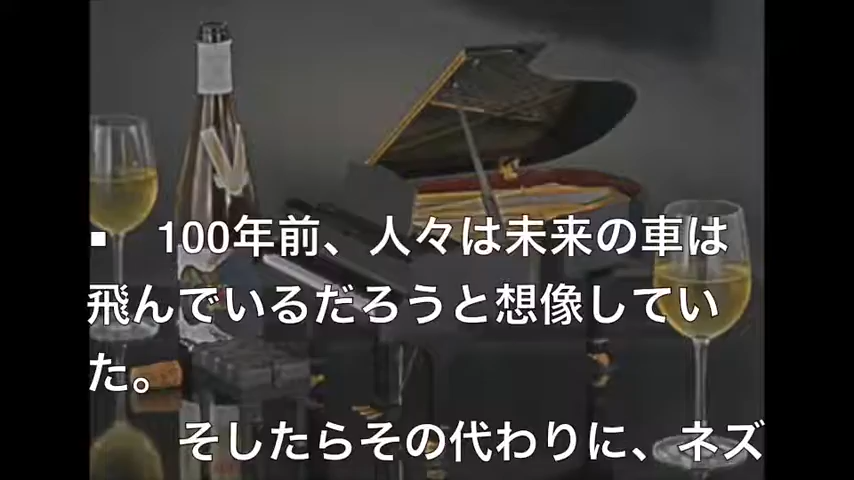 ▪ 100年前、人々は未来の車は
飛んでいるだろうと想像してい
た。
そしたらその代わりに、ネズ